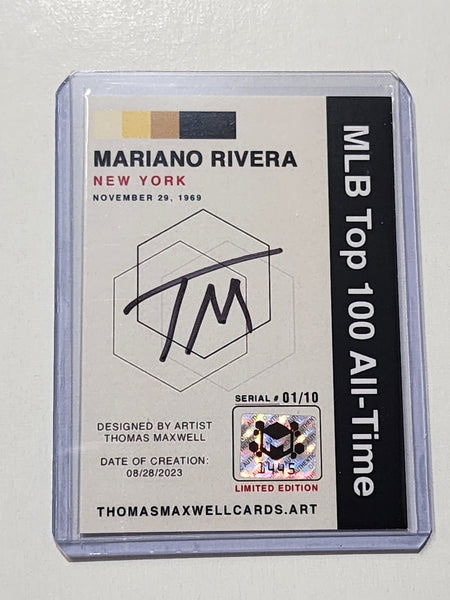 MARIANO RIVERA
NEW YORK
NOVEMBER 29, 1969
TM
SERIAL # 01/10
DESIGNED BY ARTIST
THOMAS MAXWELL
DATE OF CREATION:
08/28/2023
1445
LIMITED EDITION
THOMASMAXWELLCARDS.ART
MLB Top 100 All-Time